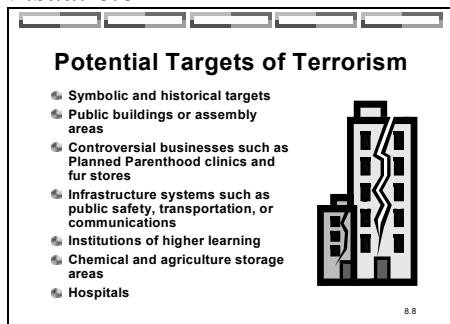 Potential Targets of Terrorism
Symbolic and historical targets
Public buildings or assembly
areas
Controversial businesses such as
Planned Parenthood clinics and
fur stores
Infrastructure systems such as
public safety, transportation, or
communications
Institutions of higher learning
Chemical and agriculture storage
areas
Hospitals
8.8